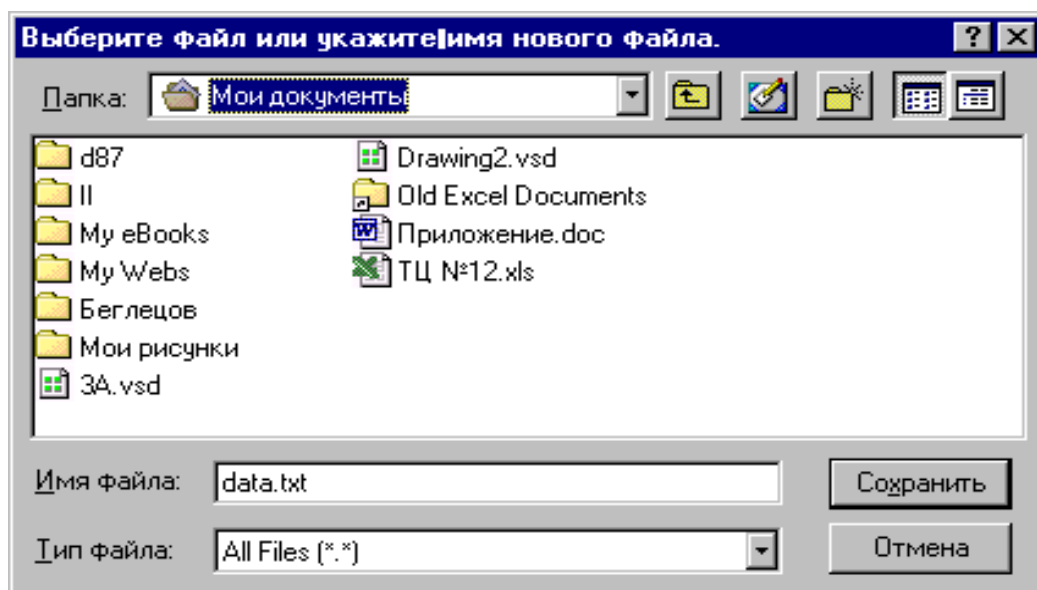 Выберите файл или укажите имя нового файла.
Папка: Мои документы
d87
II
My eBooks
My Webs
Беглецов
Мои рисунки
3A.vsd
Drawing2.vsd
Old Excel Documents
Приложение.doc
ТЦ №12.xls
Имя файла: data.txt
Сохранить
Тип файла: All Files (*.*)
Отмена